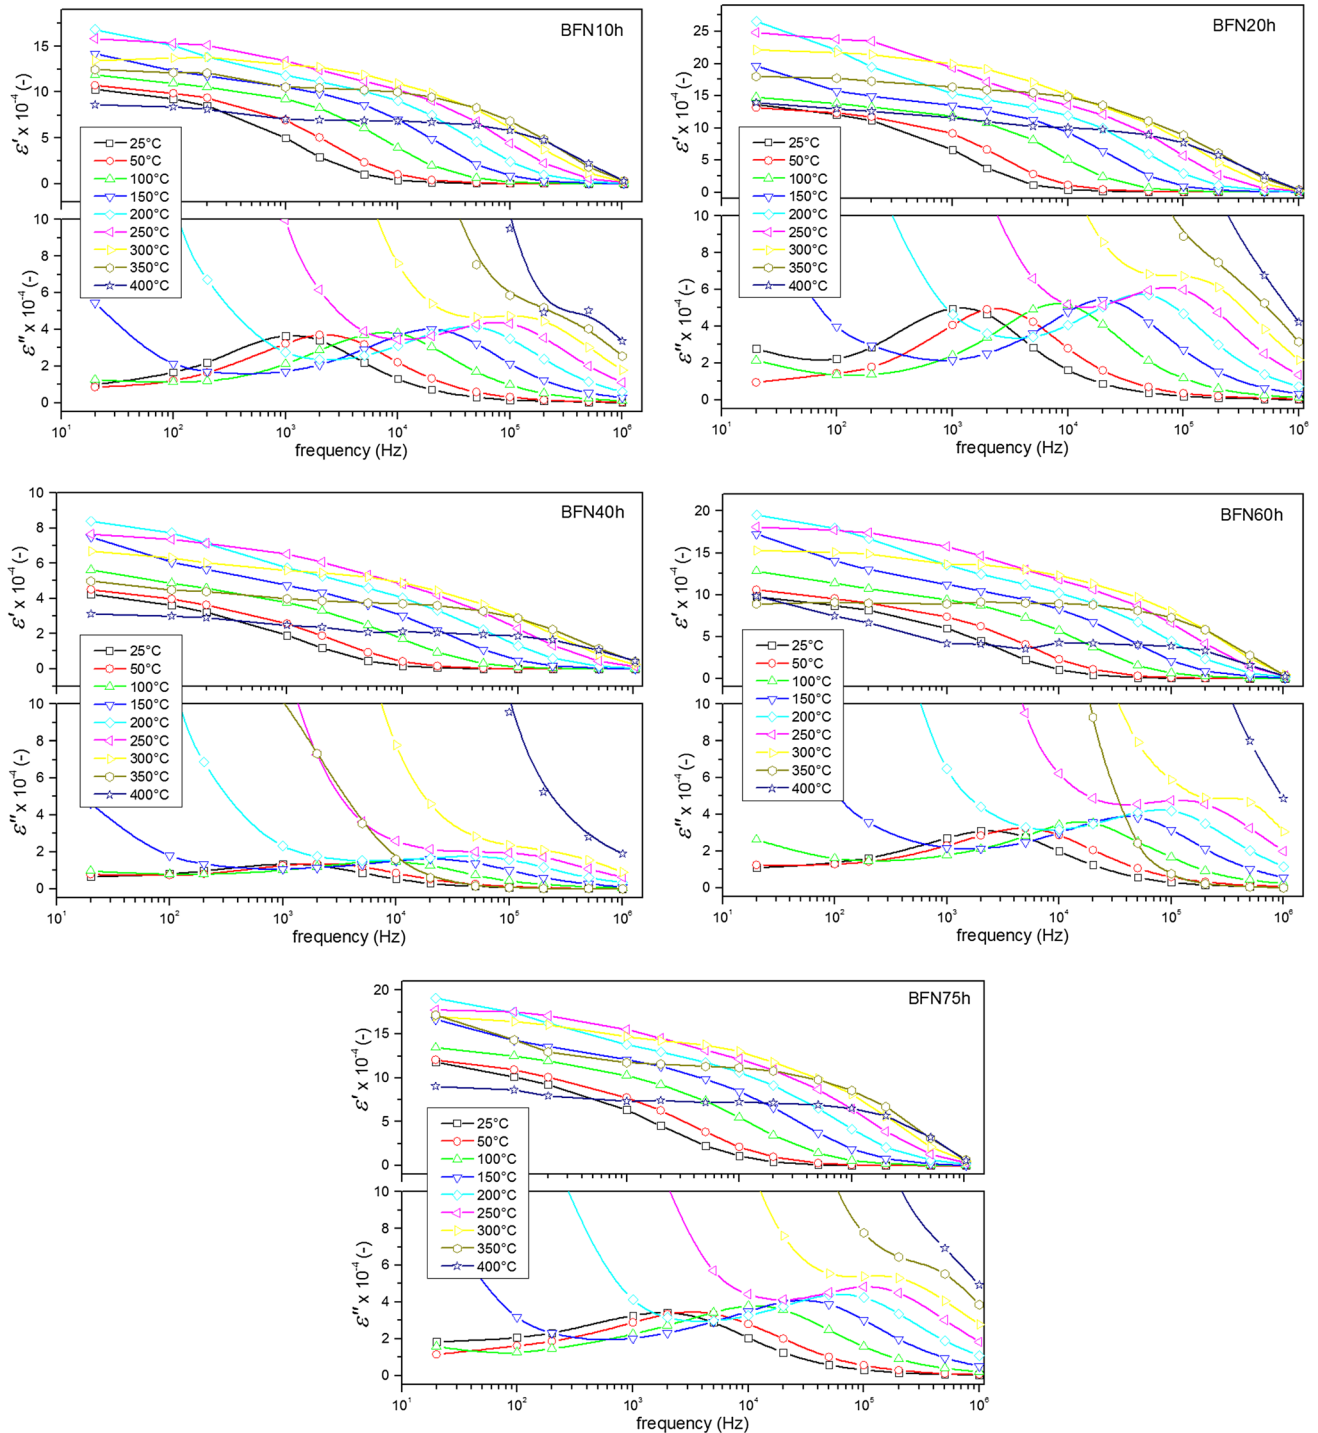 BFN10h
ε' x 10⁻⁴ (-)
15
10
5
0
25°C
50°C
100°C
150°C
200°C
250°C
300°C
350°C
400°C
ε'' x 10⁻⁴ (-)
10
8
6
4
2
0
10¹ 10² 10³ 10⁴ 10⁵ 10⁶
frequency (Hz)
BFN20h
ε' x 10⁻⁴ (-)
25
20
15
10
5
0
25°C
50°C
100°C
150°C
200°C
250°C
300°C
350°C
400°C
ε'' x 10⁻⁴ (-)
10
8
6
4
2
0
10¹ 10² 10³ 10⁴ 10⁵ 10⁶
frequency (Hz)
BFN40h
ε' x 10⁻⁴ (-)
10
8
6
4
2
0
25°C
50°C
100°C
150°C
200°C
250°C
300°C
350°C
400°C
ε'' x 10⁻⁴ (-)
10
8
6
4
2
0
10¹ 10² 10³ 10⁴ 10⁵ 10⁶
frequency (Hz)
BFN60h
ε' x 10⁻⁴ (-)
20
15
10
5
0
25°C
50°C
100°C
150°C
200°C
250°C
300°C
350°C
400°C
ε'' x 10⁻⁴ (-)
10
8
6
4
2
0
10¹ 10² 10³ 10⁴ 10⁵ 10⁶
frequency (Hz)
BFN75h
ε' x 10⁻⁴ (-)
20
15
10
5
0
25°C
50°C
100°C
150°C
200°C
250°C
300°C
350°C
400°C
ε'' x 10⁻⁴ (-)
10
8
6
4
2
0
10¹ 10² 10³ 10⁴ 10⁵ 10⁶
frequency (Hz)